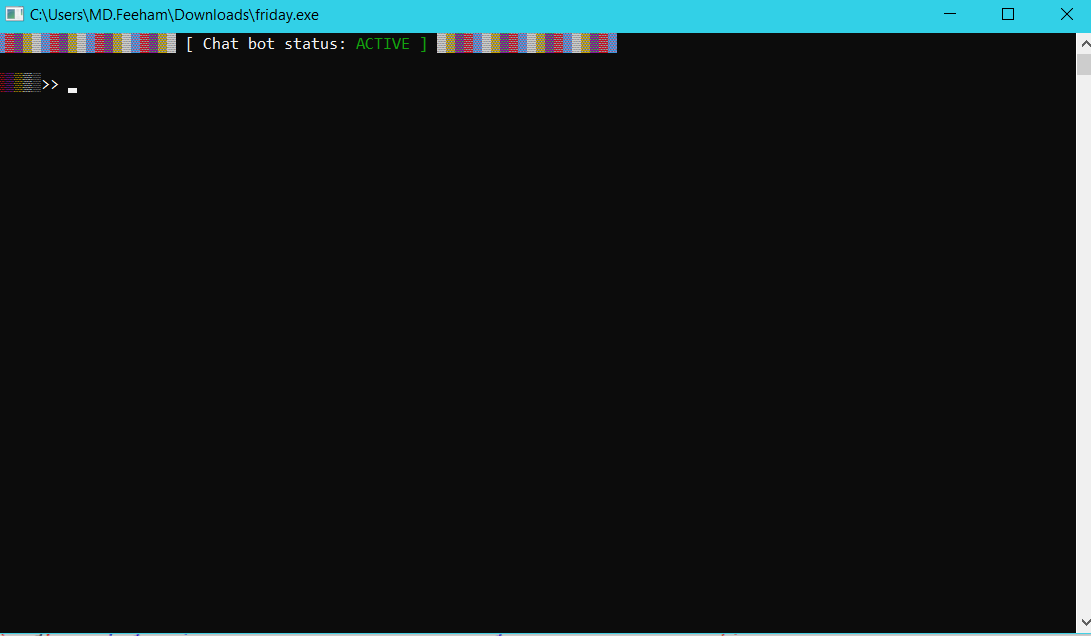 C:\Users\MD.Feeham\Downloads\friday.exe
[ Chat bot status: ACTIVE ]
>>